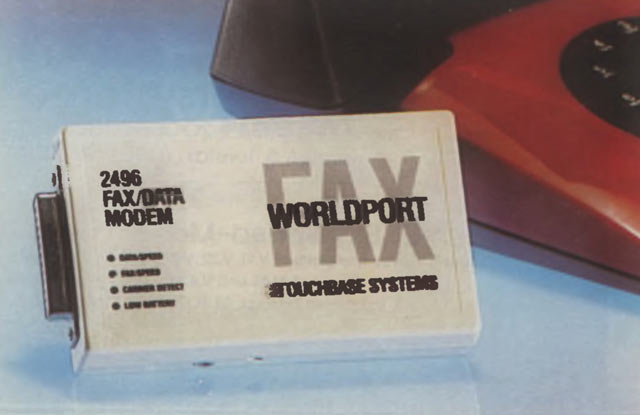 2496
FAX/DATA
MODEM
DATA SPEED
FAX SPEED
CARRIER DETECT
LOW BATTERY
FAX
WORLDPORT
TOUCHBASE SYSTEMS